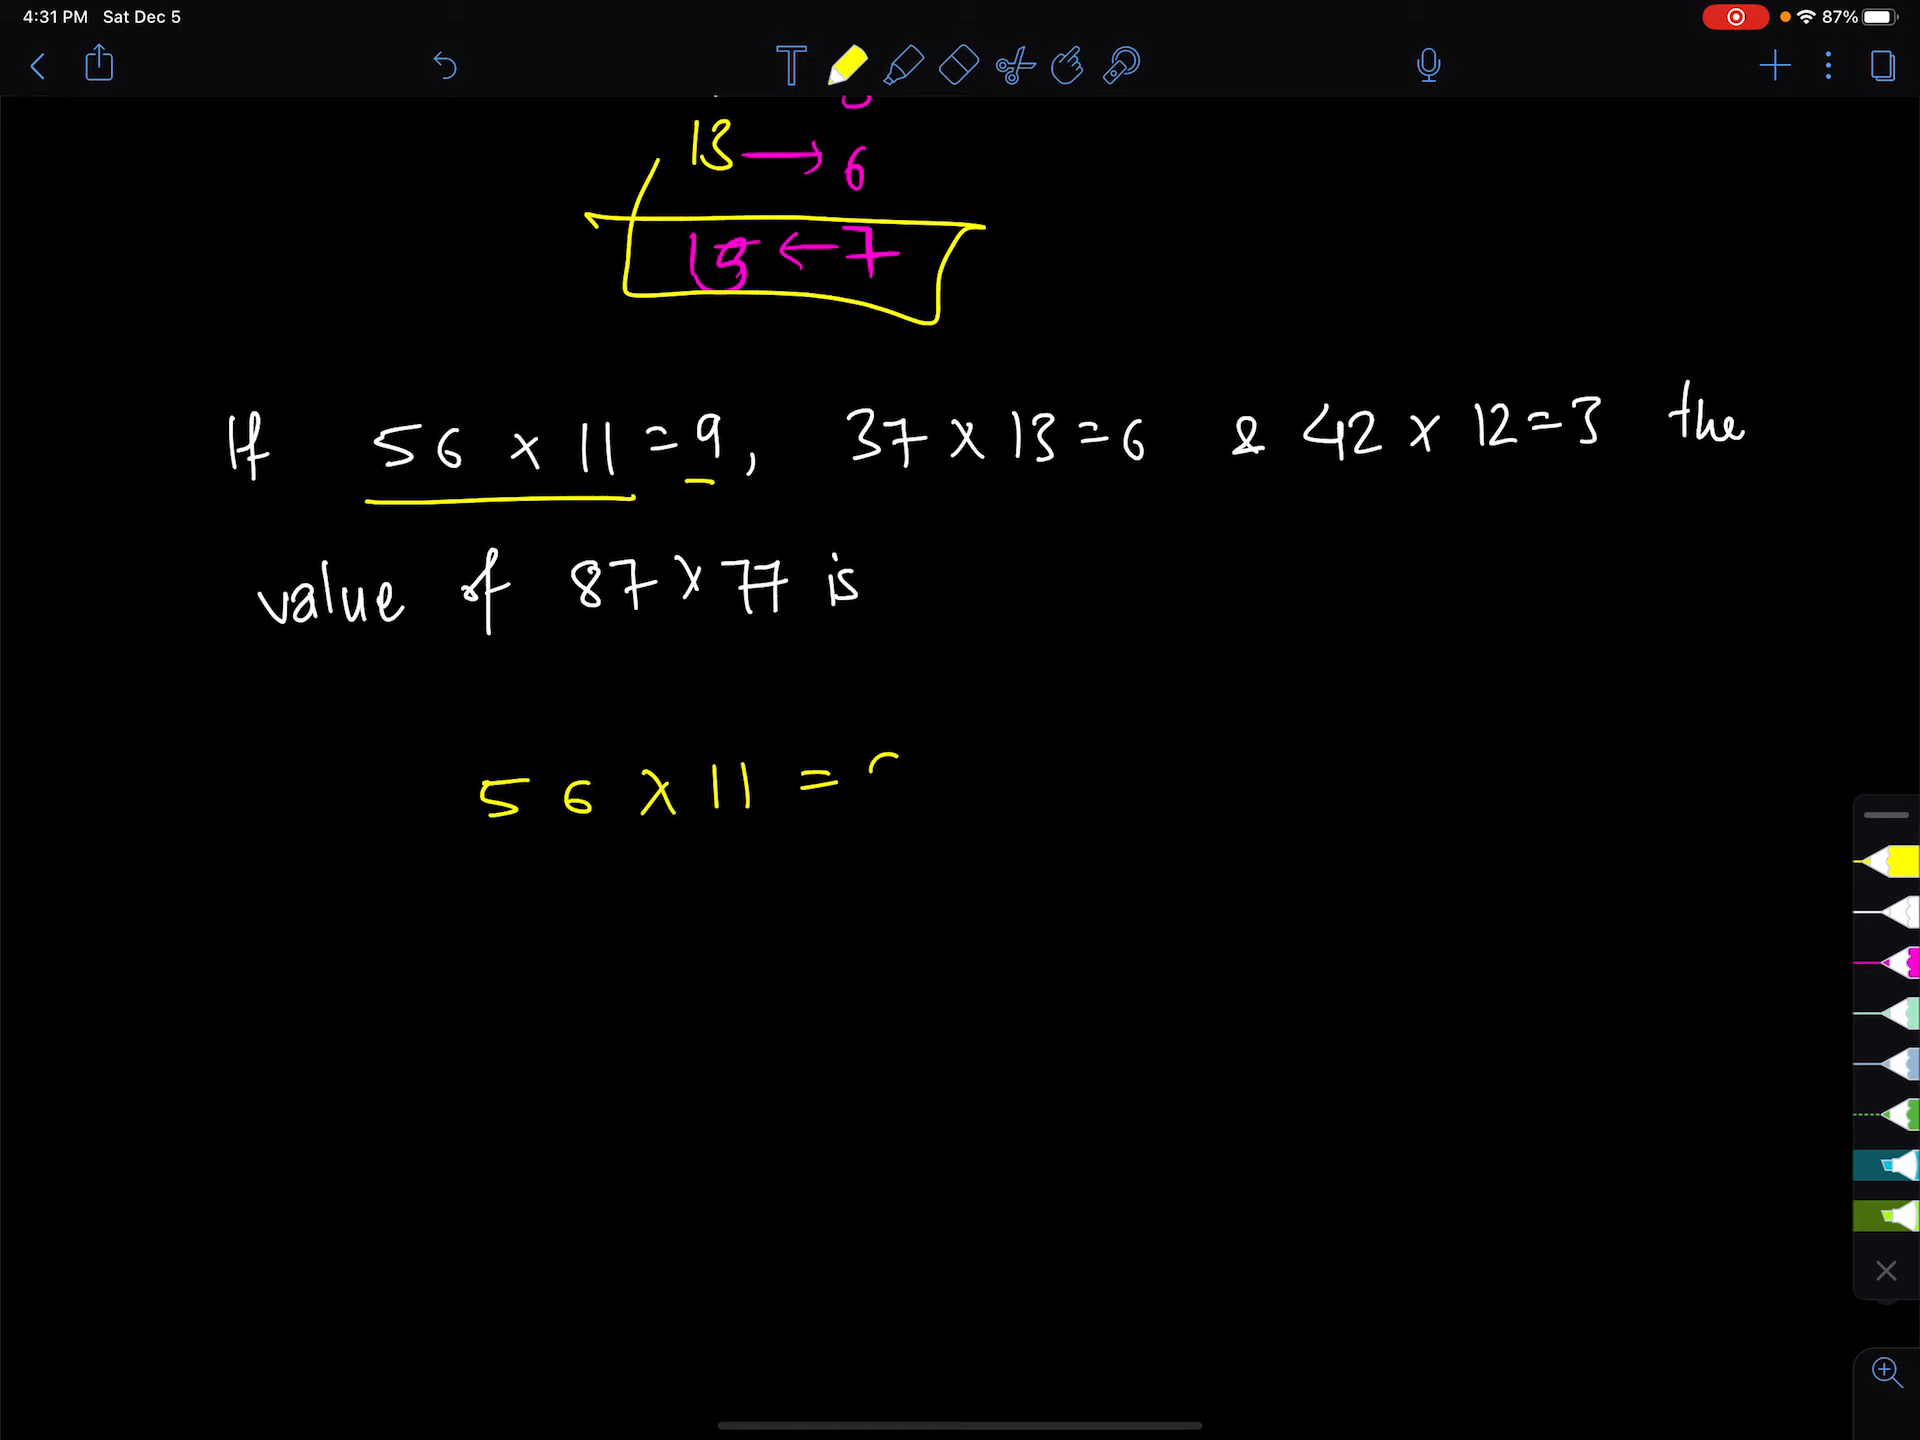 4:31 PM Sat Dec 5 87%
T
13 → 6
15 ← 7
If 56 x 11 = 9, 37 x 13 = 6 & 42 x 12 = 3 the
value of 87 x 77 is
56 x 11 =